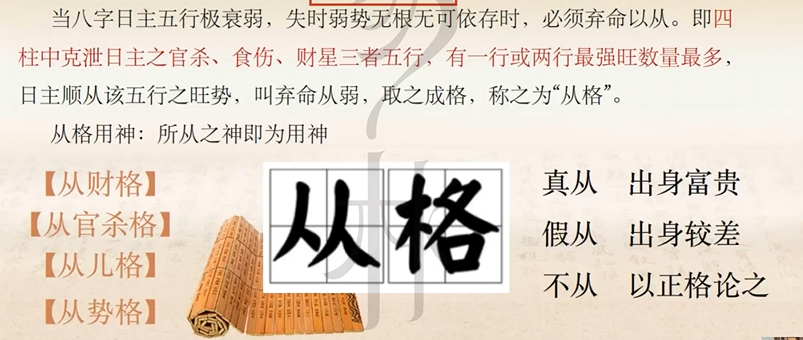 当八字日主五行极衰弱，失时弱势无根无可依存时，必须弃命以从。即四
柱中克泄日主之官杀、食伤、财星三者五行，有一行或两行最强旺数量最多，
日主顺从该五行之旺势，叫弃命从弱，取之成格，称之为“从格”。
从格用神：所从之神即为用神
【从财格】
【从官杀格】
【从儿格】
【从势格】
从格
真从 出身富贵
假从 出身较差
不从 以正格论之